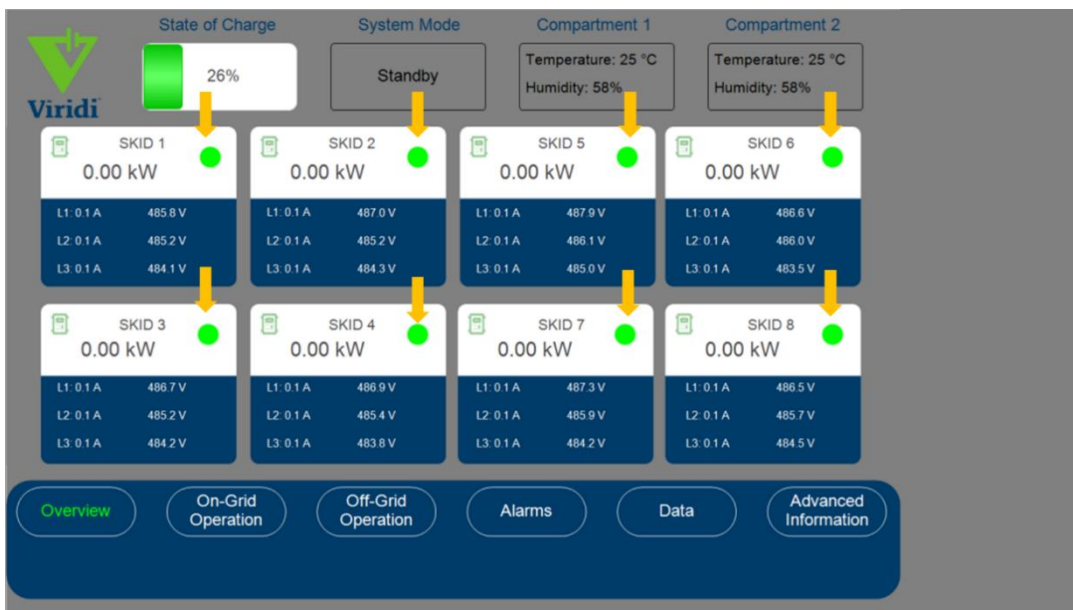 State of Charge
System Mode
Compartment 1
Compartment 2
Viridi
26%
Standby
Temperature: 25 °C
Humidity: 58%
Temperature: 25 °C
Humidity: 58%
SKID 1
0.00 kW
L1: 0.1 A 485.8 V
L2: 0.1 A 485.2 V
L3: 0.1 A 484.1 V
SKID 2
0.00 kW
L1: 0.1 A 487.0 V
L2: 0.1 A 485.2 V
L3: 0.1 A 484.3 V
SKID 5
0.00 kW
L1: 0.1 A 487.9 V
L2: 0.1 A 486.1 V
L3: 0.1 A 485.0 V
SKID 6
0.00 kW
L1: 0.1 A 486.6 V
L2: 0.1 A 486.0 V
L3: 0.1 A 483.5 V
SKID 3
0.00 kW
L1: 0.1 A 486.7 V
L2: 0.1 A 485.2 V
L3: 0.1 A 484.2 V
SKID 4
0.00 kW
L1: 0.1 A 486.9 V
L2: 0.1 A 485.4 V
L3: 0.1 A 483.8 V
SKID 7
0.00 kW
L1: 0.1 A 487.3 V
L2: 0.1 A 485.9 V
L3: 0.1 A 484.2 V
SKID 8
0.00 kW
L1: 0.1 A 486.5 V
L2: 0.1 A 485.7 V
L3: 0.1 A 484.5 V
Overview
On-Grid
Operation
Off-Grid
Operation
Alarms
Data
Advanced
Information